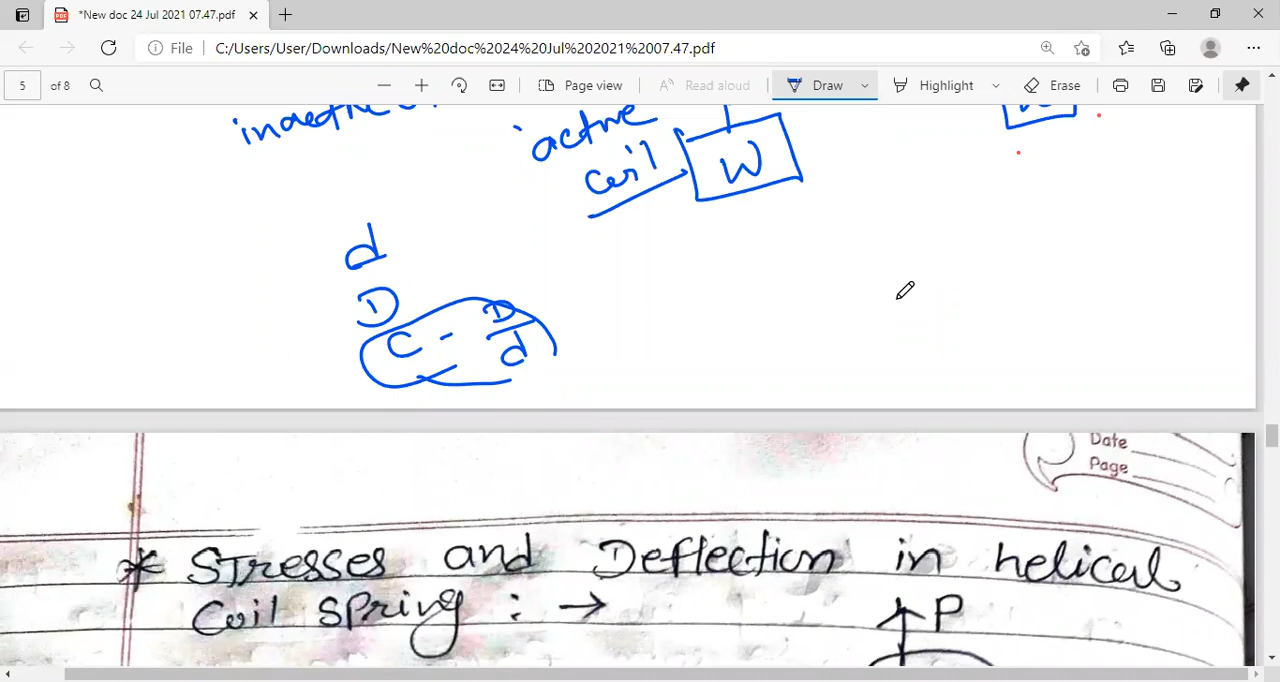 *New doc 24 Jul 2021 07.47.pdf
File C:/Users/User/Downloads/New%20doc%2024%20Jul%202021%2007.47.pdf
5 of 8 Page view Read aloud Draw Highlight Erase
active
coil W
d
D
C = D/d
Date
Page
* Stresses and Deflection in helical
Coil Spring : → P